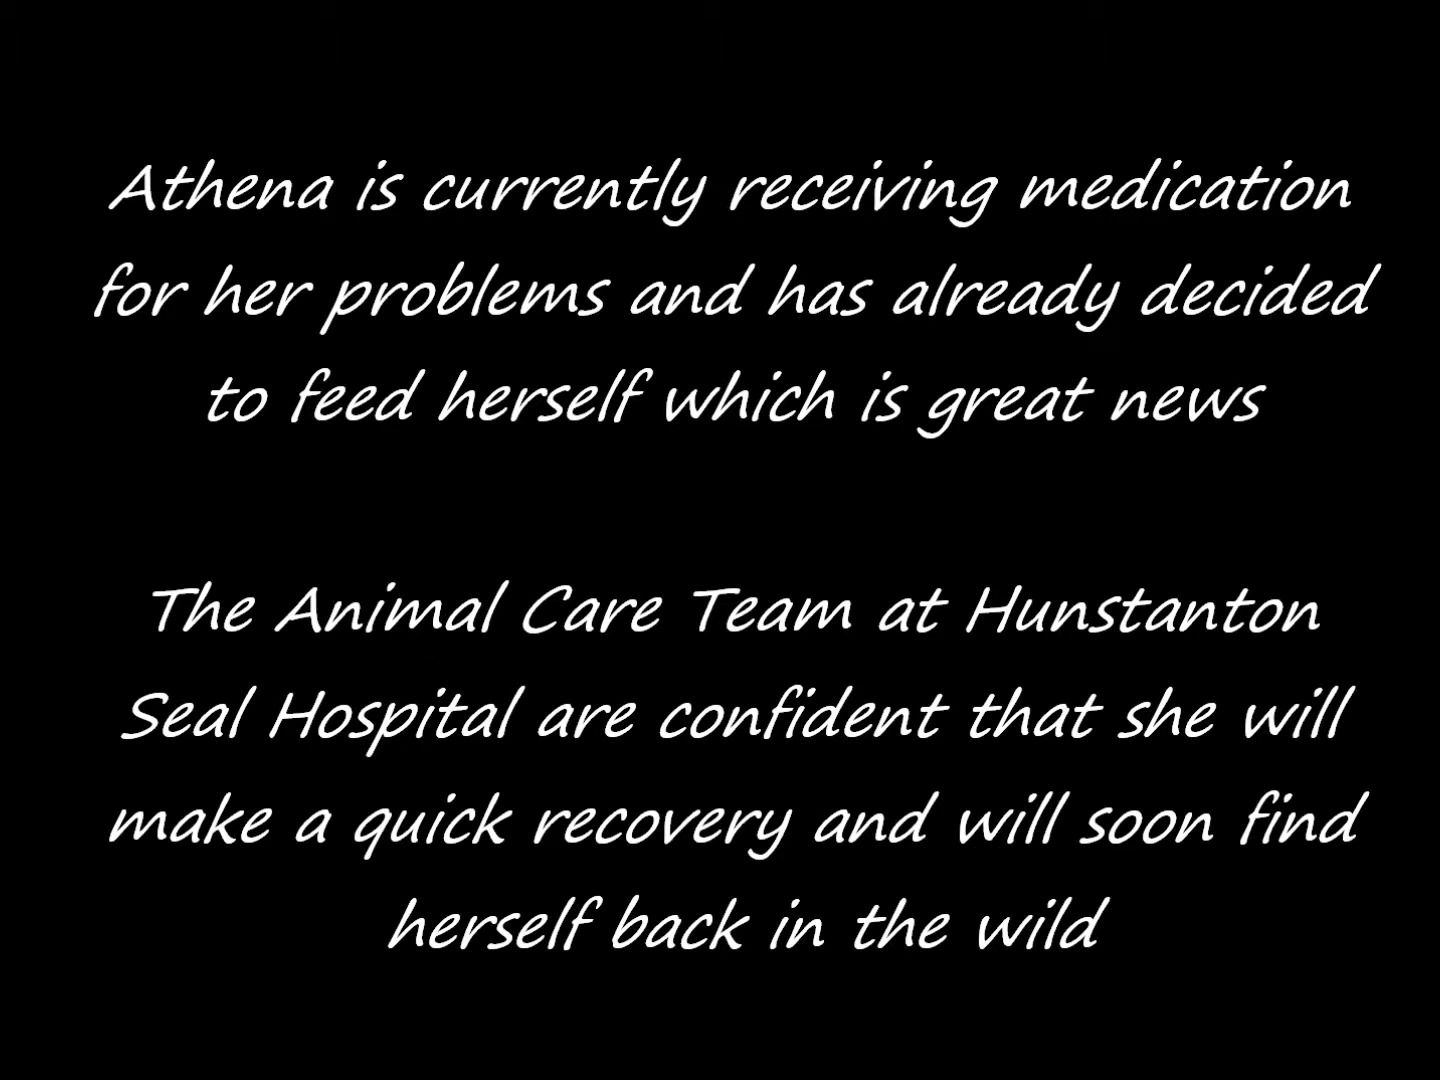 Athena is currently receiving medication
for her problems and has already decided
to feed herself which is great news
The Animal Care Team at Hunstanton
Seal Hospital are confident that she will
make a quick recovery and will soon find
herself back in the wild